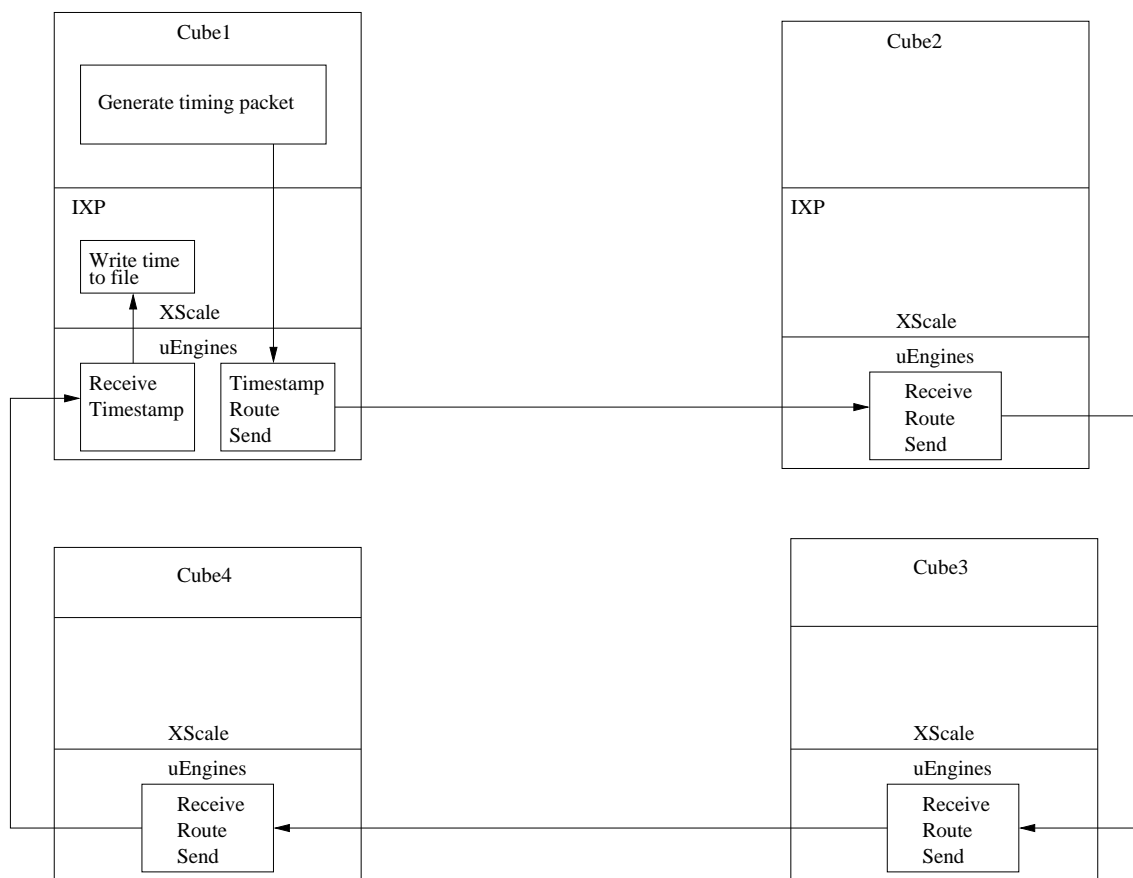 Cube1
Generate timing packet
IXP
Write time
to file
XScale
uEngines
Receive
Timestamp
Timestamp
Route
Send
Cube2
IXP
XScale
uEngines
Receive
Route
Send
Cube4
XScale
uEngines
Receive
Route
Send
Cube3
XScale
uEngines
Receive
Route
Send